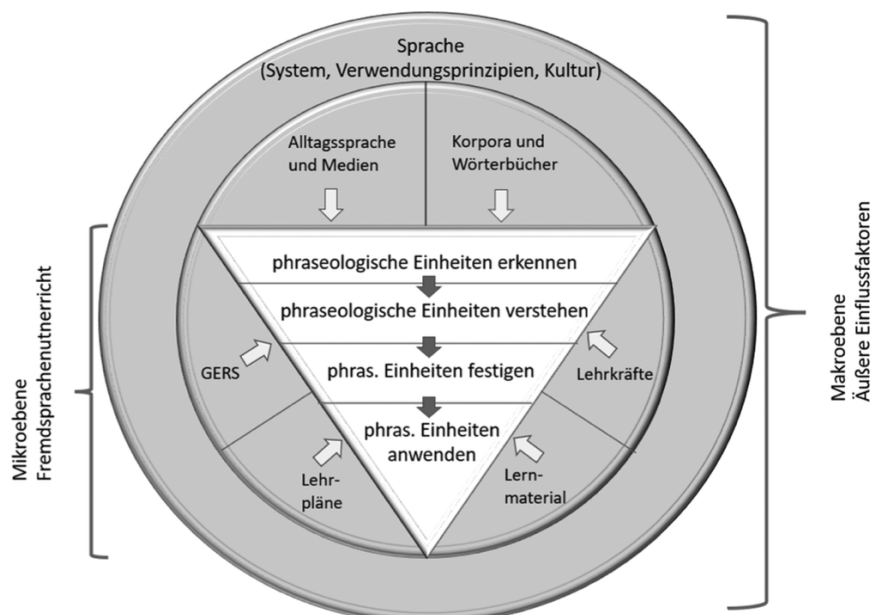 Sprache
(System, Verwendungsprinzipien, Kultur)
Alltagssprache
und Medien
Korpora und
Wörterbücher
phraseologische Einheiten erkennen
phraseologische Einheiten verstehen
phras. Einheiten festigen
phras. Einheiten
anwenden
GERS
Lehrkräfte
Lehr-
pläne
Lern-
material
Mikroebene
Fremdsprachenutnerricht
Makroebene
Äußere Einflussfaktoren